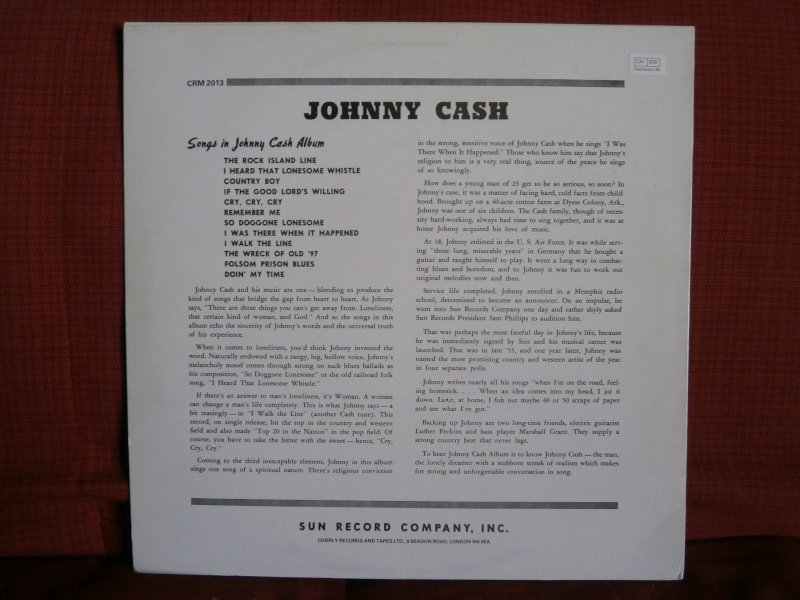 CRM 2013
JOHNNY CASH
Songs in Johnny Cash Album
THE ROCK ISLAND LINE
I HEARD THAT LONESOME WHISTLE
COUNTRY BOY
IF THE GOOD LORD'S WILLING
CRY, CRY, CRY
REMEMBER ME
SO DOGGONE LONESOME
I WAS THERE WHEN IT HAPPENED
I WALK THE LINE
THE WRECK OF OLD '97
FOLSOM PRISON BLUES
DOIN' MY TIME
Johnny Cash and his music are one — blending to produce the
kind of songs that bridge the gap from heart to heart. As Johnny
says, "There are three things you can't get away from. Loneliness,
that certain kind of woman, and God." And so the songs in this
album echo the sincerity of Johnny's words and the universal truth
of his experience.
When it comes to loneliness, you'd think Johnny invented the
word. Naturally endowed with a rangy, big, hollow voice, Johnny's
melancholy mood comes through strong on such blues ballads as
his composition, "So Doggone Lonesome" or the old railroad folk
song, "I Heard That Lonesome Whistle."
If there's an answer to man's loneliness, it's Woman. A woman
can change a man's life completely. This is what Johnny says — a
bit teasingly — in "I Walk the Line" (another Cash tune). This
record, on single release, hit the top in the country and western
field and also made "Top 20 in the Nation" in the pop field. Of
course, you have to take the bitter with the sweet — hence, "Cry,
Cry, Cry."
Coming to the third inescapable element, Johnny in this album
sings one song of a spiritual nature. There's religious conviction
in the strong, sensitive voice of Johnny Cash when he sings "I Was
There When It Happened." Those who know him say that Johnny's
religion to him is a very real thing, source of the peace he sings
of so knowingly.
How does a young man of 23 get to be so serious, so soon? In
Johnny's case, it was a matter of facing hard, cold facts from child-
hood. Brought up on a 40-acre cotton farm at Dyess Colony, Ark.,
Johnny was one of six children. The Cash family, though of neces-
sity hard-working, always had time to sing together, and it was at
home Johnny acquired his love of music.
At 18, Johnny enlisted in the U. S. Air Force. It was while serv-
ing "three long, miserable years" in Germany that he bought a
guitar and taught himself to play. It went a long way in combat-
ting blues and boredom, and to Johnny it was fun to work out
original melodies now and then.
Service life completed, Johnny enrolled in a Memphis radio
school, determined to become an announcer. On an impulse, he
went into Sun Records Company one day and rather shyly asked
Sun Records President Sam Phillips to audition him.
That was perhaps the most fateful day in Johnny's life, because
he was immediately signed by Sun and his musical career was
launched. That was in late '55, and one year later, Johnny was
named the most promising country and western artist of the year
in four separate polls.
Johnny writes nearly all his songs "when I'm on the road, feel-
ing homesick. . . . When an idea comes into my head, I jot it
down. Later, at home, I fish out maybe 40 or 50 scraps of paper
and see what I've got."
Backing up Johnny are two long-time friends, electric guitarist
Luther Perkins and bass player Marshall Grant. They supply a
strong country beat that never lags.
To hear Johnny Cash Album is to know Johnny Cash — the man,
the lonely dreamer with a stubborn streak of realism which makes
for strong and unforgettable conversation in song.
SUN RECORD COMPANY, INC.
CHARLY RECORDS AND TAPES LTD., 9 BEADON ROAD, LONDON W6 0EA